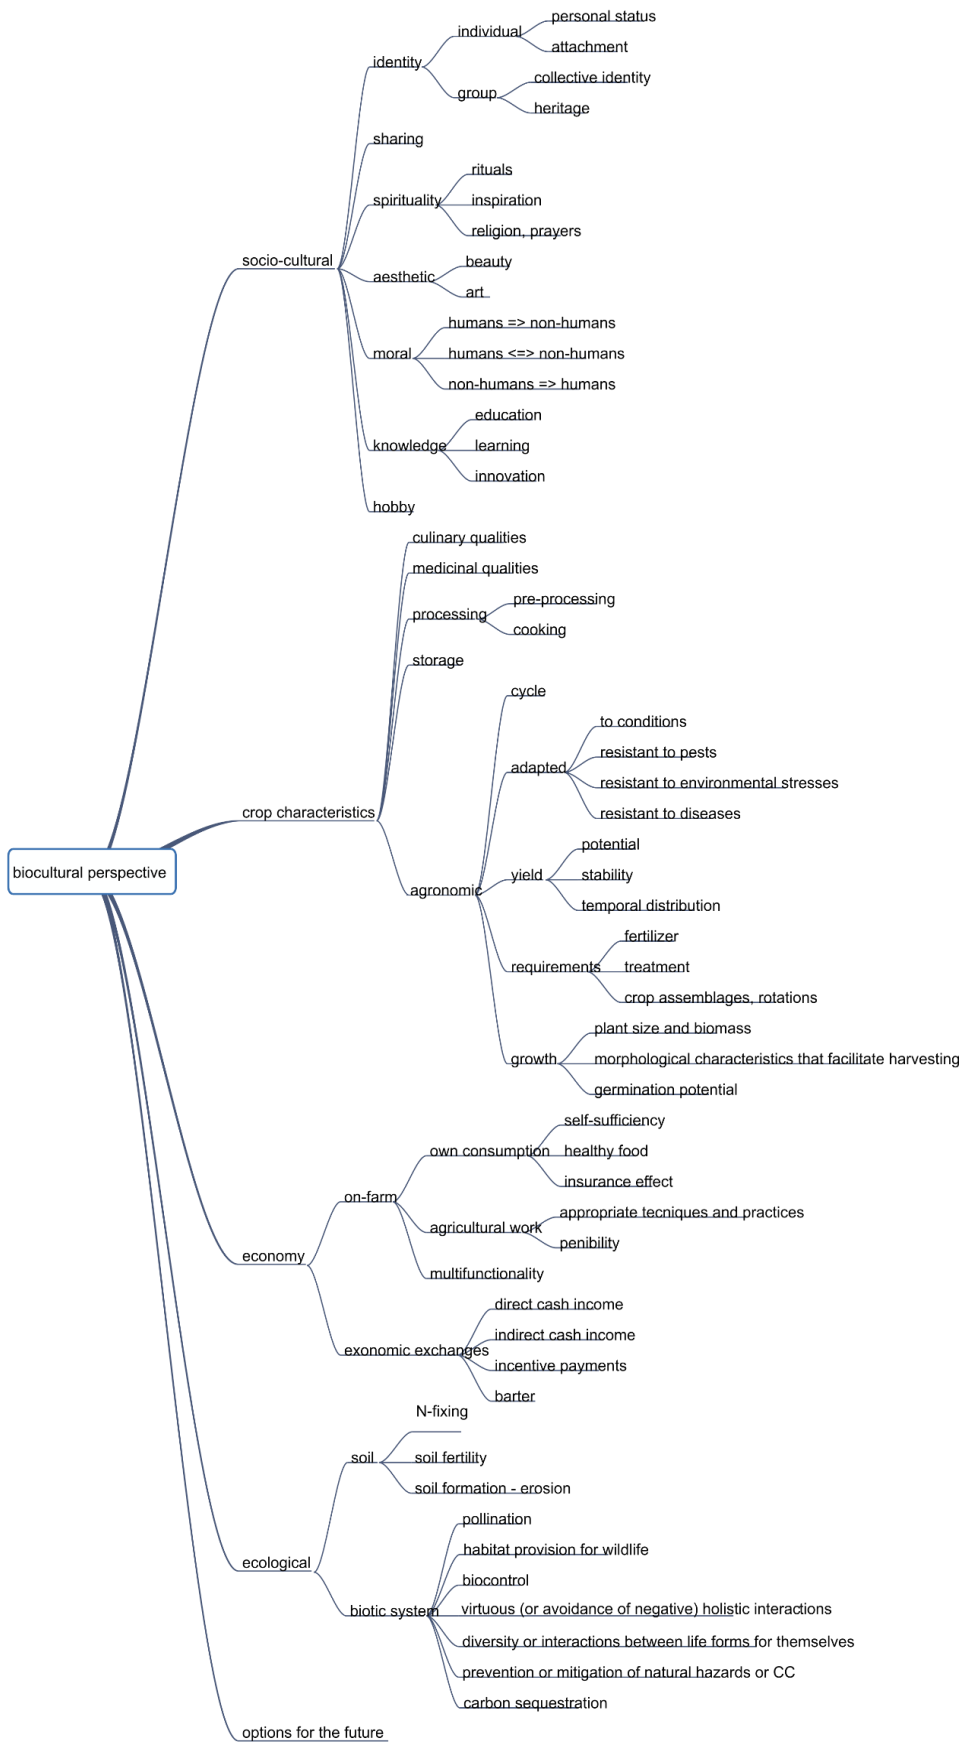 personal status
individual
attachment
identity
collective identity
group
heritage
sharing
rituals
spirituality
inspiration
religion, prayers
socio-cultural
beauty
aesthetic
art
humans => non-humans
moral
humans <=> non-humans
non-humans => humans
education
knowledge
learning
innovation
hobby
culinary qualities
medicinal qualities
pre-processing
processing
cooking
storage
cycle
to conditions
adapted
resistant to pests
resistant to environmental stresses
crop characteristics
resistant to diseases
potential
biocultural perspective
yield
stability
agronomic
temporal distribution
fertilizer
requirements
treatment
crop assemblages, rotations
plant size and biomass
growth
morphological characteristics that facilitate harvesting
germination potential
self-sufficiency
own consumption
healthy food
insurance effect
on-farm
appropriate tecniques and practices
agricultural work
penibility
economy
multifunctionality
direct cash income
indirect cash income
exonomic exchanges
incentive payments
barter
N-fixing
soil
soil fertility
soil formation - erosion
pollination
habitat provision for wildlife
ecological
biocontrol
biotic system
virtuous (or avoidance of negative) holistic interactions
diversity or interactions between life forms for themselves
prevention or mitigation of natural hazards or CC
carbon sequestration
options for the future